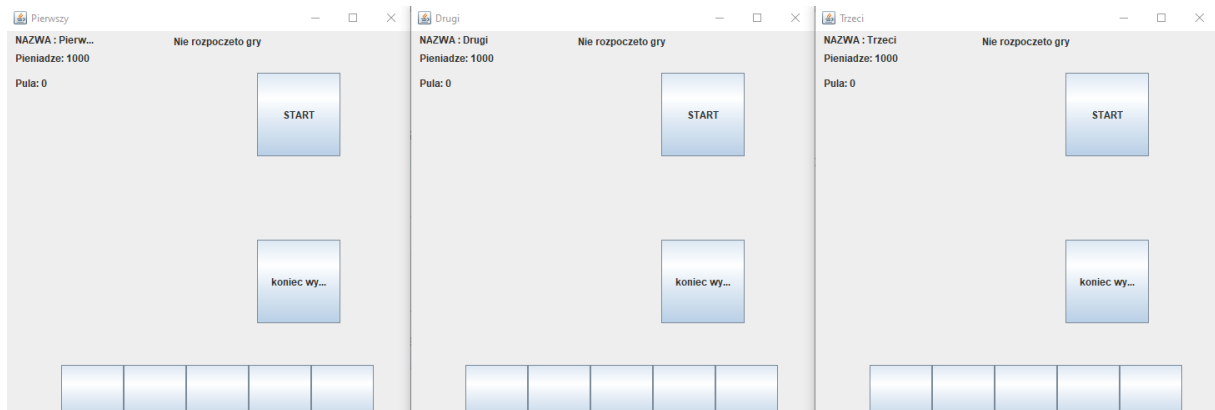 Pierwszy
NAZWA : Pierw...
Nie rozpoczeto gry
Pieniadze: 1000
Pula: 0
START
koniec wy...
Drugi
NAZWA : Drugi
Nie rozpoczeto gry
Pieniadze: 1000
Pula: 0
START
koniec wy...
Trzeci
NAZWA : Trzeci
Nie rozpoczeto gry
Pieniadze: 1000
Pula: 0
START
koniec wy...